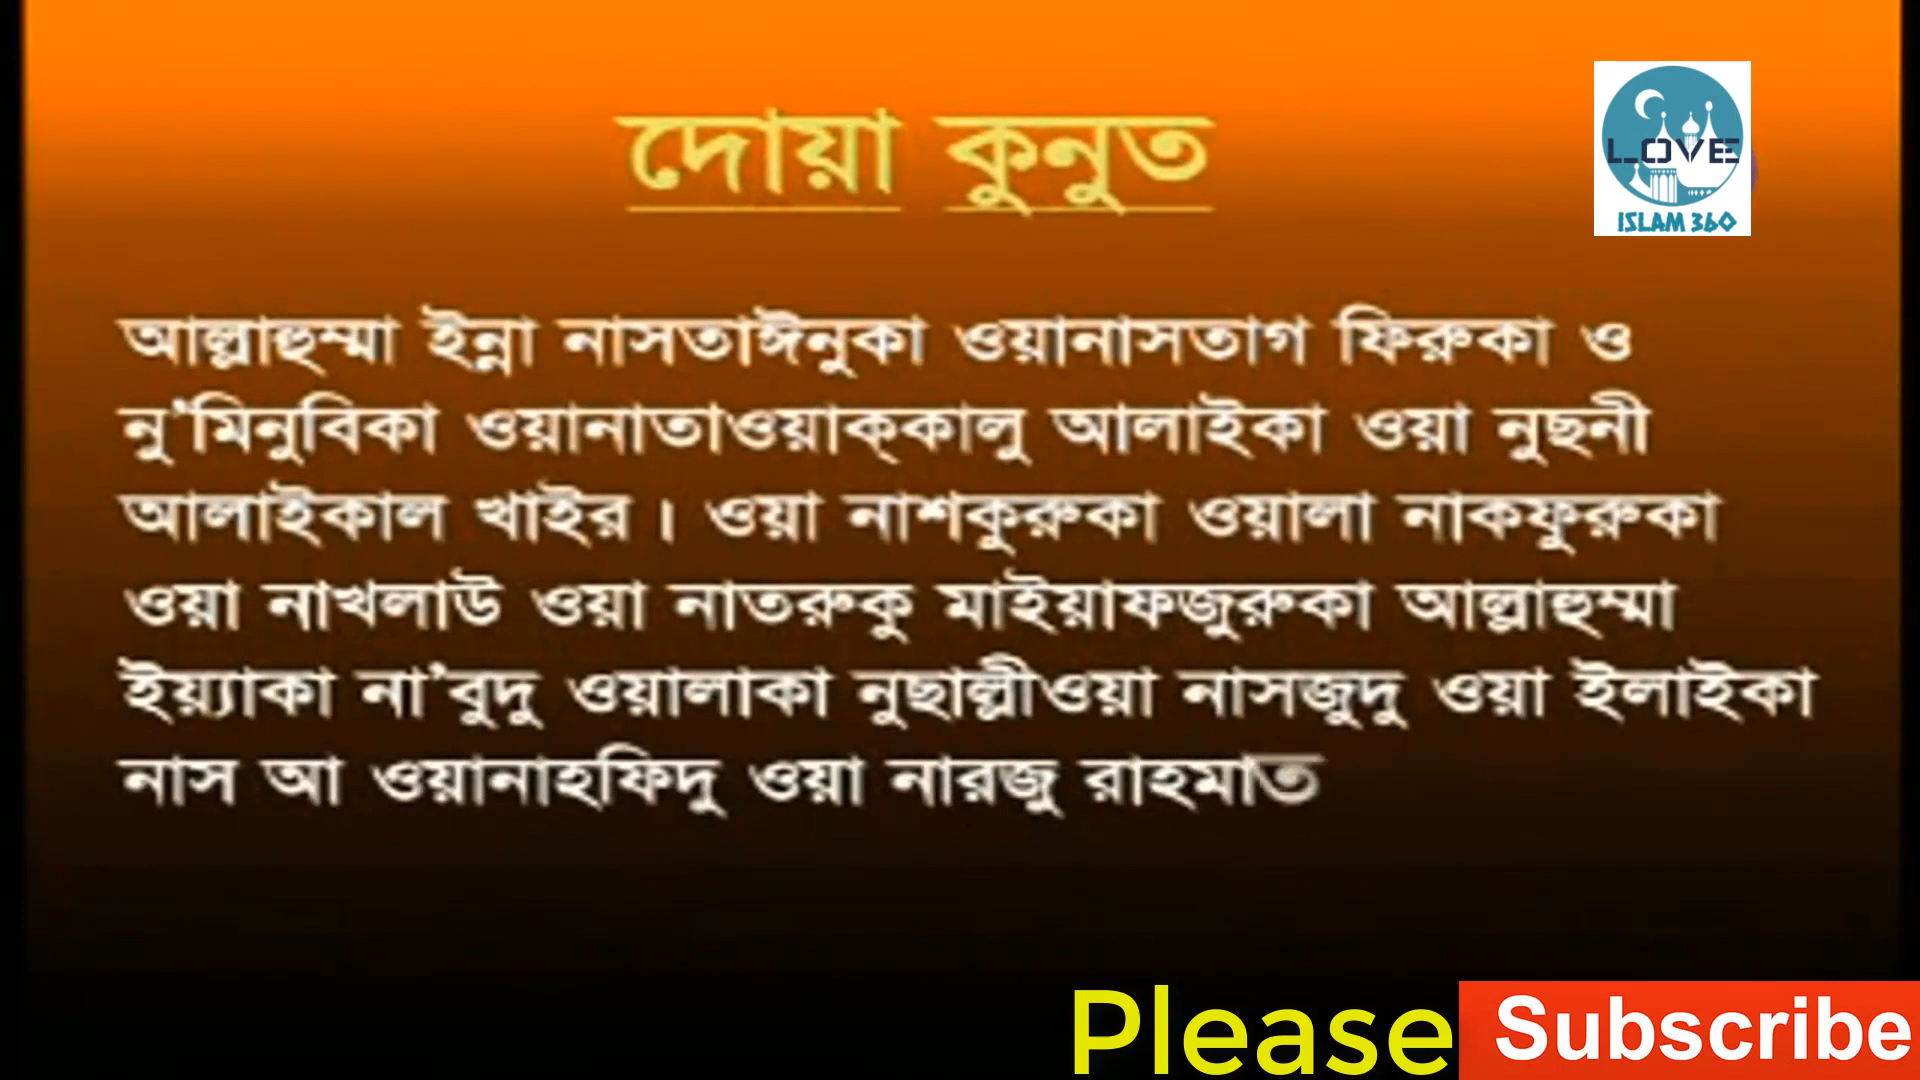 দোয়া কুনুত
LOVE
ISLAM 360
আল্লাহুম্মা ইন্না নাসতাঈনুকা ওয়ানাসতাগ ফিরুকা ও
নু’মিনুবিকা ওয়ানাতাওয়াক্‌কালু আলাইকা ওয়া নুছনী
আলাইকাল খাইর । ওয়া নাশকুরুকা ওয়ালা নাকফুরুকা
ওয়া নাখলাউ ওয়া নাতরুকু মাইয়াফজুরুকা আল্লাহুম্মা
ইয়্যাকা না’বুদু ওয়ালাকা নুছাল্লীওয়া নাসজুদু ওয়া ইলাইকা
নাস আ ওয়ানাহফিদু ওয়া নারজু রাহমাত
Please Subscribe